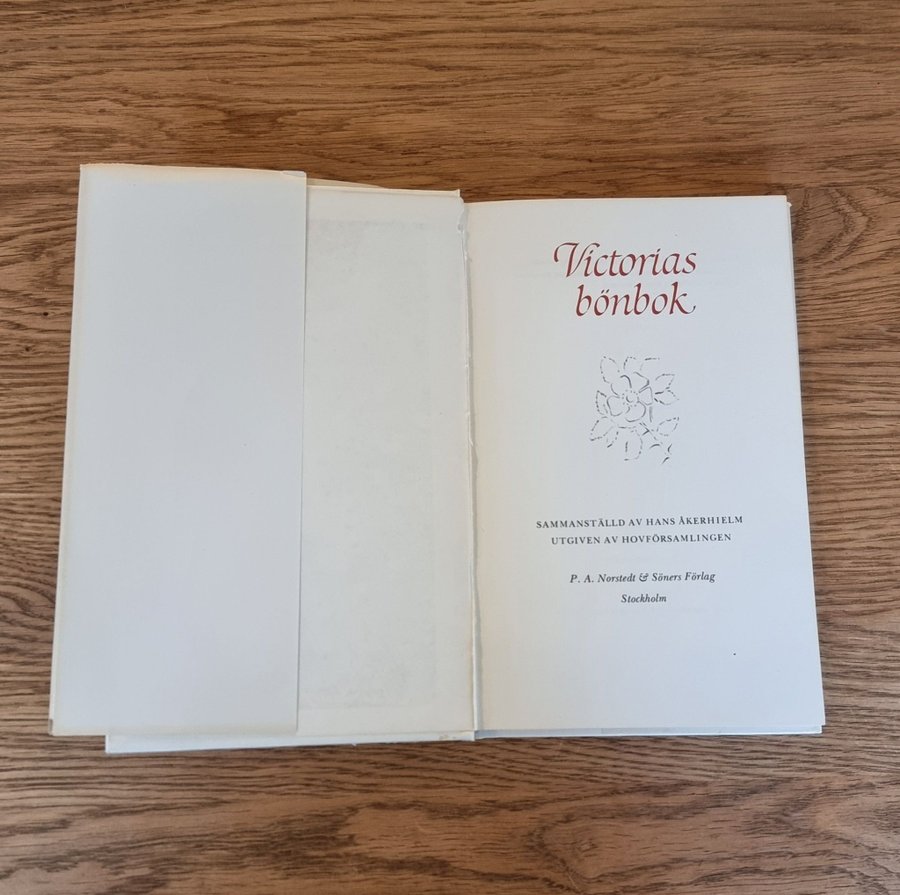 Victorias
bönbok
SAMMANSTÄLLD AV HANS ÅKERHIELM
UTGIVEN AV HOVFÖRSAMLINGEN
P. A. Norstedt & Söners Förlag
Stockholm